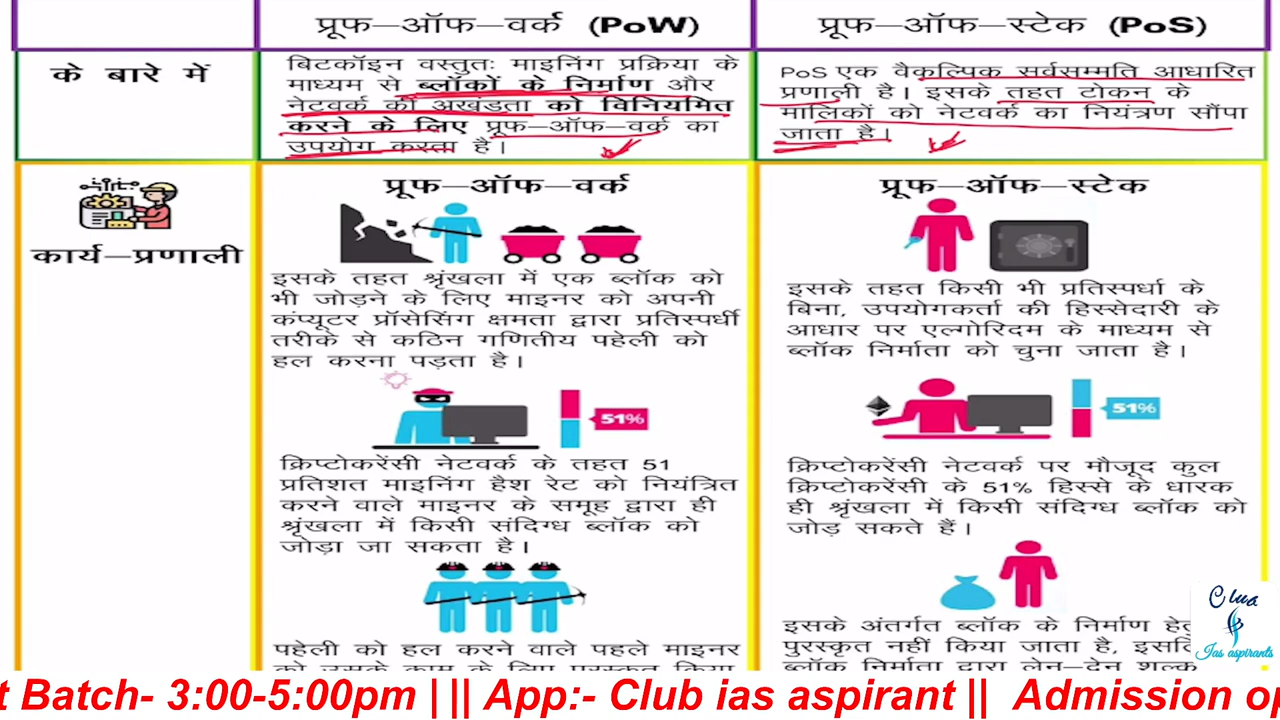 प्रूफ–ऑफ–वर्क (PoW)
प्रूफ–ऑफ–स्टेक (PoS)
के बारे में
बिटकॉइन वस्तुतः माइनिंग प्रक्रिया के
माध्यम से ब्लॉकों के निर्माण और
नेटवर्क की अखंडता को विनियमित
करने के लिए प्रूफ–ऑफ–वर्क का
उपयोग करता है।
PoS एक वैकल्पिक सर्वसम्मति आधारित
प्रणाली है। इसके तहत टोकन के
मालिकों को नेटवर्क का नियंत्रण सौंपा
जाता है।
कार्य–प्रणाली
प्रूफ–ऑफ–वर्क
इसके तहत श्रृंखला में एक ब्लॉक को
भी जोड़ने के लिए माइनर को अपनी
कंप्यूटर प्रॉसेसिंग क्षमता द्वारा प्रतिस्पर्धी
तरीके से कठिन गणितीय पहेली को
हल करना पड़ता है।
51%
क्रिप्टोकरेंसी नेटवर्क के तहत 51
प्रतिशत माइनिंग हैश रेट को नियंत्रित
करने वाले माइनर के समूह द्वारा ही
श्रृंखला में किसी संदिग्ध ब्लॉक को
जोड़ा जा सकता है।
पहेली को हल करने वाले पहले माइनर
को उसके काम के लिए पुरस्कृत किया
प्रूफ–ऑफ–स्टेक
इसके तहत किसी भी प्रतिस्पर्धा के
बिना, उपयोगकर्ता की हिस्सेदारी के
आधार पर एल्गोरिदम के माध्यम से
ब्लॉक निर्माता को चुना जाता है।
51%
क्रिप्टोकरेंसी नेटवर्क पर मौजूद कुल
क्रिप्टोकरेंसी के 51% हिस्से के धारक
ही श्रृंखला में किसी संदिग्ध ब्लॉक को
जोड़ सकते हैं।
इसके अंतर्गत ब्लॉक के निर्माण
पुरस्कृत नहीं किया जाता है,
ब्लॉक निर्माता द्वारा लेन–देन शुल्क
Club
Ias aspirants
t Batch- 3:00-5:00pm | || App:- Club ias aspirant || Admission op